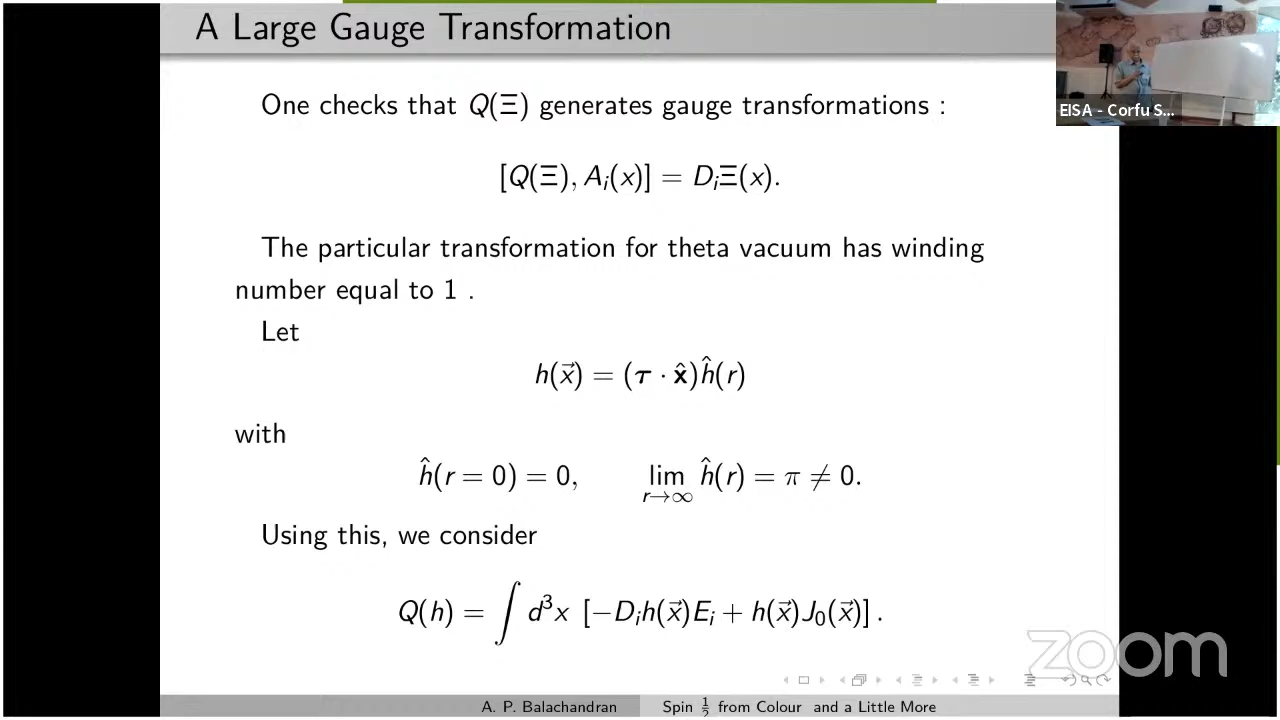 A Large Gauge Transformation
EISA - Corfu S...
One checks that Q(Ξ) generates gauge transformations :
[Q(Ξ), A_i(x)] = D_iΞ(x).
The particular transformation for theta vacuum has winding
number equal to 1 .
Let
h(x⃗) = (τ · x̂)ĥ(r)
with
ĥ(r = 0) = 0, lim_{r→∞} ĥ(r) = π ≠ 0.
Using this, we consider
Q(h) = ∫ d³x [−D_ih(x⃗)E_i + h(x⃗)J₀(x⃗)] .
zoom
A. P. Balachandran Spin ½ from Colour and a Little More